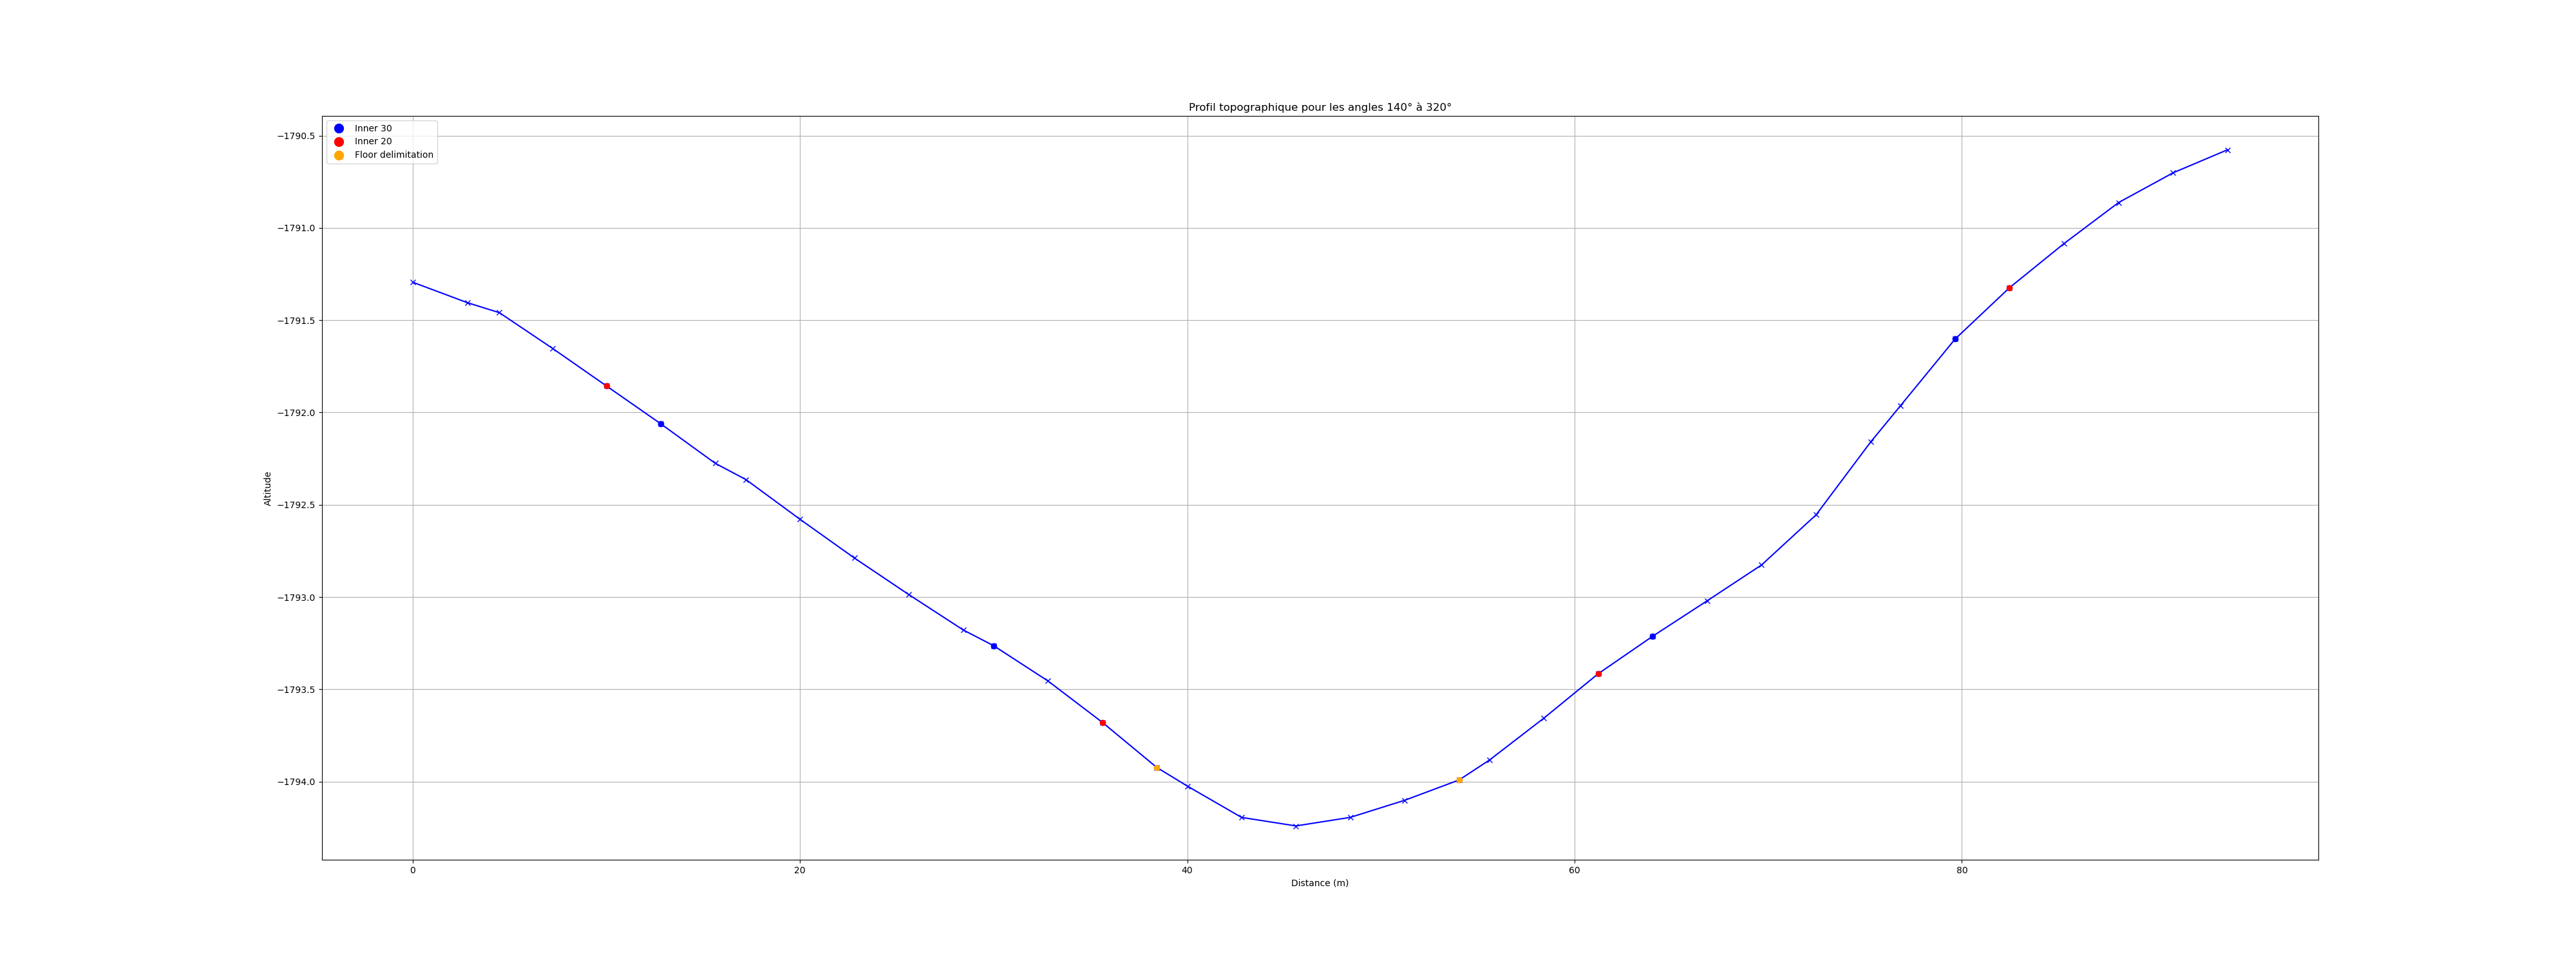 Profil topographique pour les angles 140° à 320°
Inner 30
Inner 20
Floor delimitation
−1790.5
−1791.0
−1791.5
−1792.0
−1792.5
−1793.0
−1793.5
−1794.0
Altitude
0 20 40 60 80
Distance (m)